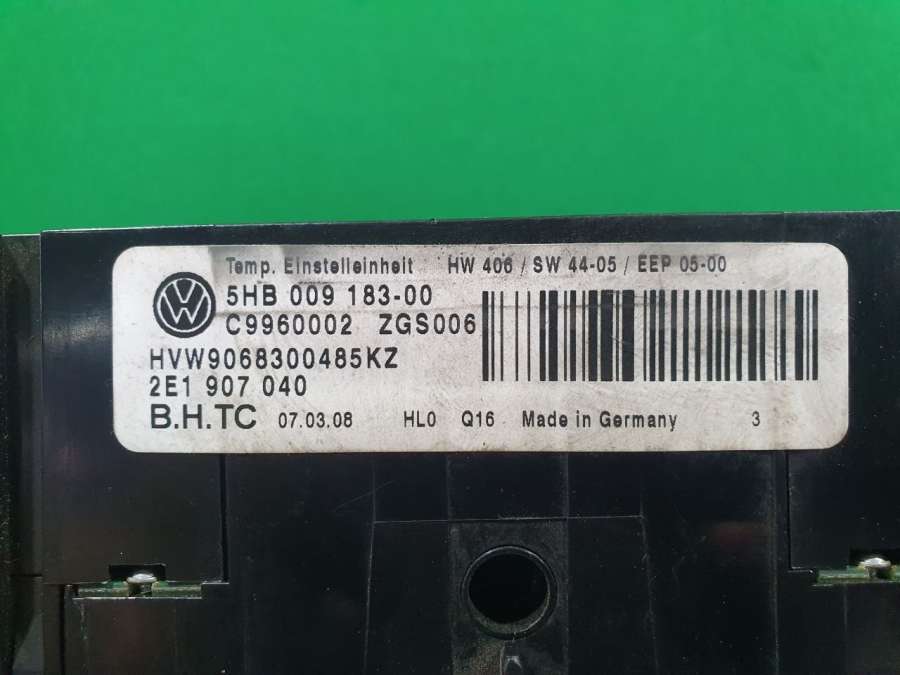 Temp. Einstelleinheit HW 406 / SW 44-05 / EEP 05-00
5HB 009 183-00
C9960002 ZGS006
HVW9068300485KZ
2E1 907 040
B.H.TC 07.03.08 HL0 Q16 Made in Germany 3